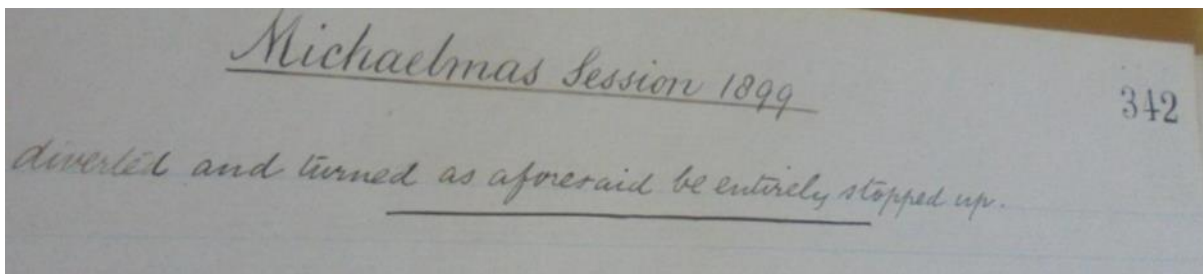 Michaelmas Session 1899
342
diverted and turned as aforesaid be entirely stopped up.